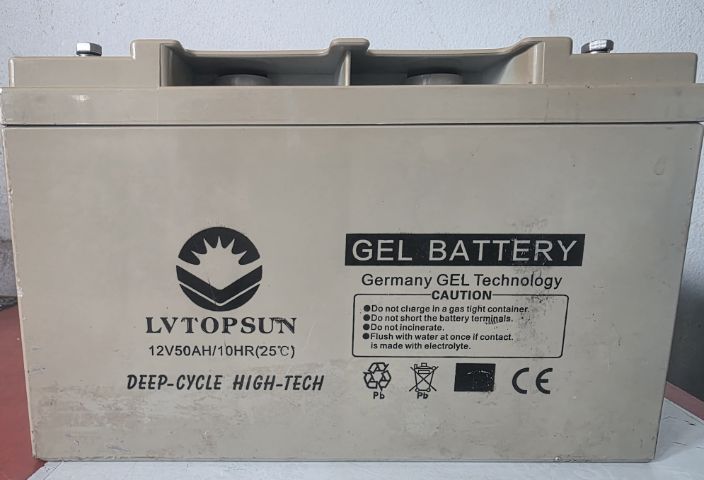 GEL BATTERY
Germany GEL Technology
CAUTION
●Do not charge in a gas tight container.
●Do not short the battery terminals.
●Do not incinerate.
●Flush with water at once if contact.
is made with electrolyte.
LVTOPSUN
12V50AH/10HR(25℃)
DEEP-CYCLE HIGH-TECH
Pb
Pb
CE